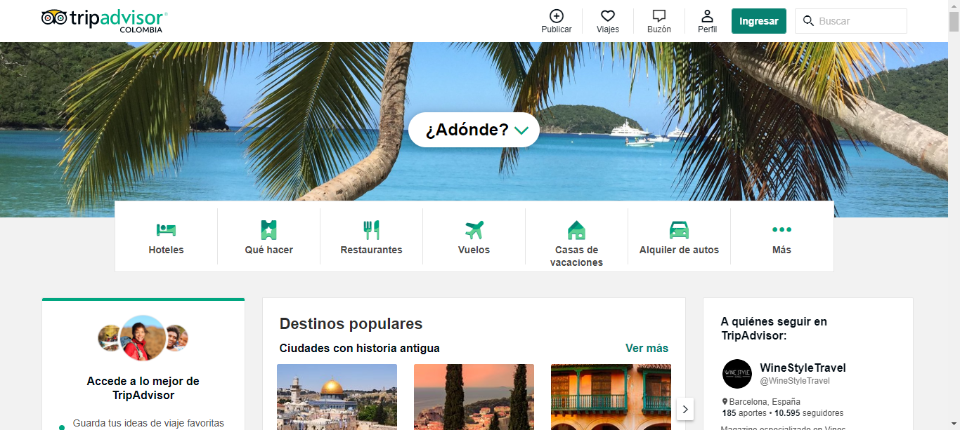 tripadvisor
COLOMBIA
Publicar
Viajes
Buzón
Perfil
Ingresar
Buscar
¿Adónde?
Hoteles
Qué hacer
Restaurantes
Vuelos
Casas de
vacaciones
Alquiler de autos
Más
Accede a lo mejor de
TripAdvisor
Guarda tus ideas de viaje favoritas
Destinos populares
Ciudades con historia antigua
Ver más
A quiénes seguir en
TripAdvisor:
WINE STYLE
WineStyleTravel
@WineStyleTravel
Barcelona, España
185 aportes • 10.595 seguidores
Magazine especializado en Vinos